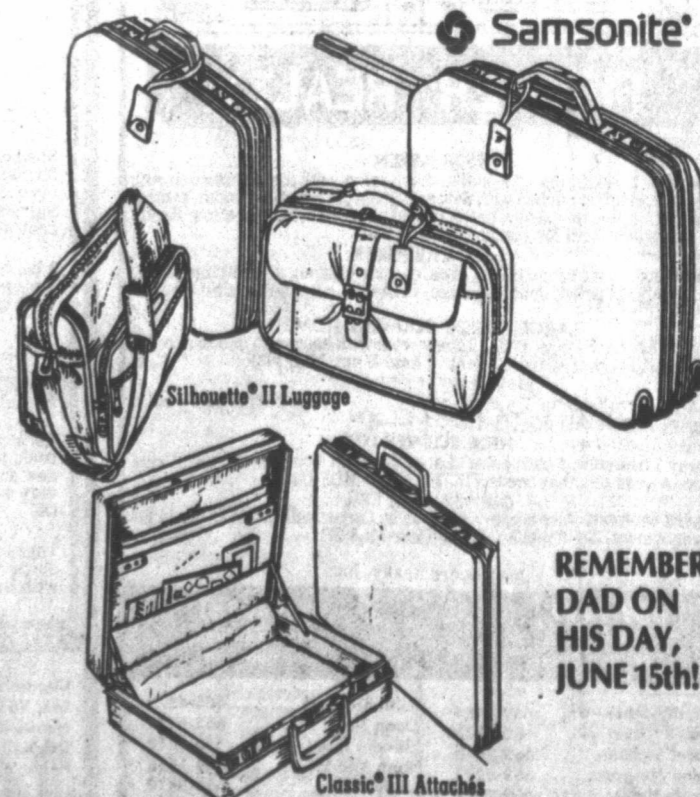 Samsonite®
Silhouette® II Luggage
REMEMBER
DAD ON
HIS DAY,
JUNE 15th!
Classic® III Attachés